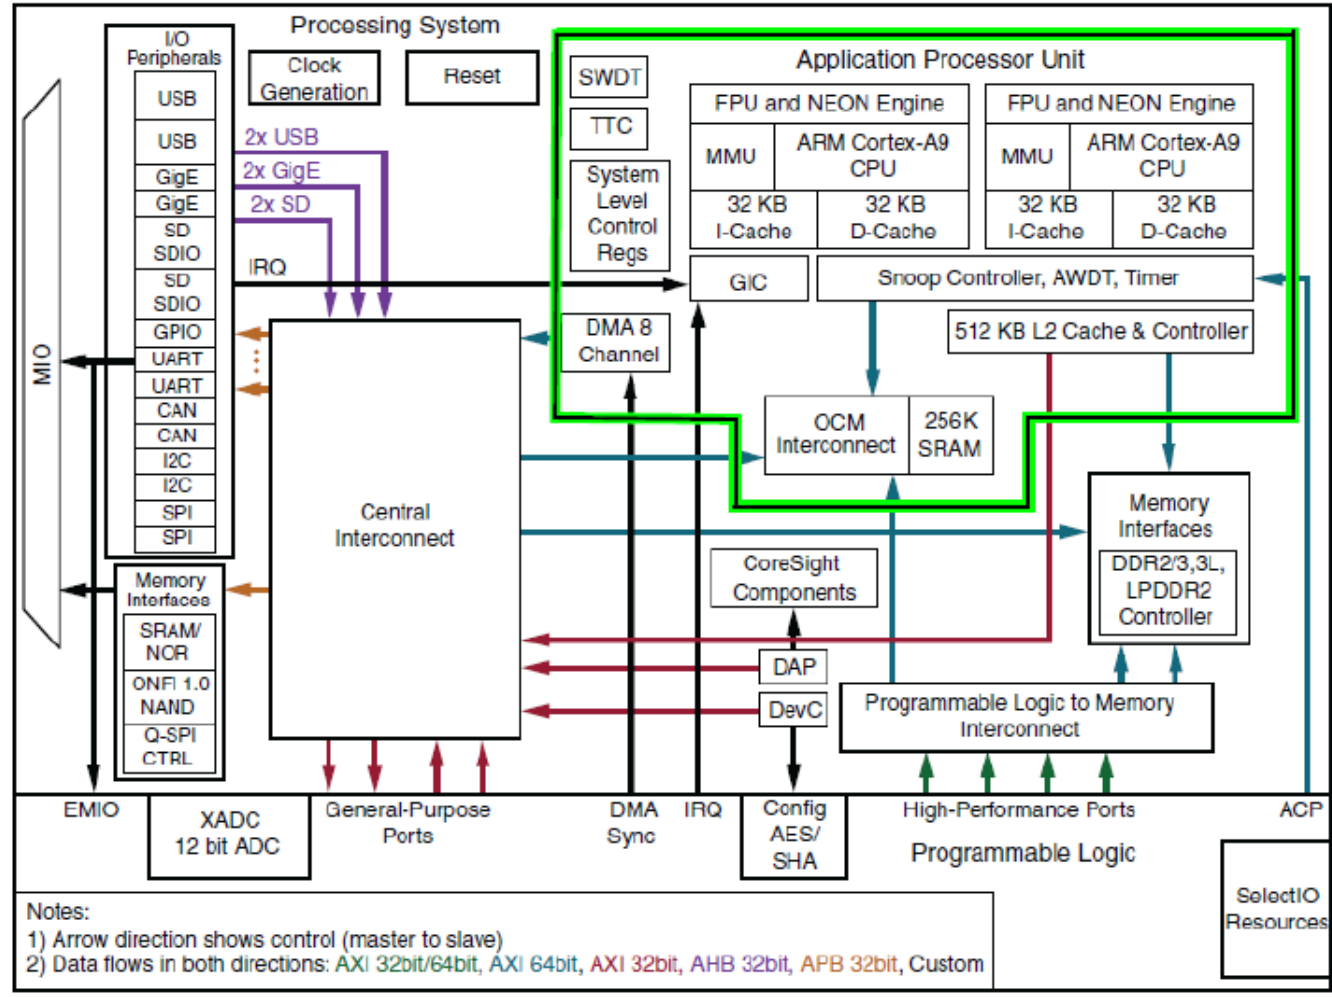 Processing System
I/O
Peripherals
USB
USB
GigE
GigE
SD
SDIO
SD
SDIO
GPIO
UART
UART
CAN
CAN
I2C
I2C
SPI
SPI
MIO
Memory
Interfaces
SRAM/
NOR
ONFI 1.0
NAND
Q-SPI
CTRL
Clock
Generation
Reset
2x USB
2x GigE
2x SD
IRQ
Central
Interconnect
Application Processor Unit
SWDT
TTC
System
Level
Control
Regs
DMA 8
Channel
FPU and NEON Engine
MMU
ARM Cortex-A9
CPU
32 KB
I-Cache
32 KB
D-Cache
FPU and NEON Engine
MMU
ARM Cortex-A9
CPU
32 KB
I-Cache
32 KB
D-Cache
GIC
Snoop Controller, AWDT, Timer
512 KB L2 Cache & Controller
OCM
Interconnect
256K
SRAM
Memory
Interfaces
DDR2/3,3L,
LPDDR2
Controller
CoreSight
Components
DAP
DevC
Programmable Logic to Memory
Interconnect
EMIO
XADC
12 bit ADC
General-Purpose
Ports
DMA
Sync
IRQ
Config
AES/
SHA
High-Performance Ports
ACP
Programmable Logic
SelectIO
Resources
Notes:
1) Arrow direction shows control (master to slave)
2) Data flows in both directions: AXI 32bit/64bit, AXI 64bit, AXI 32bit, AHB 32bit, APB 32bit, Custom